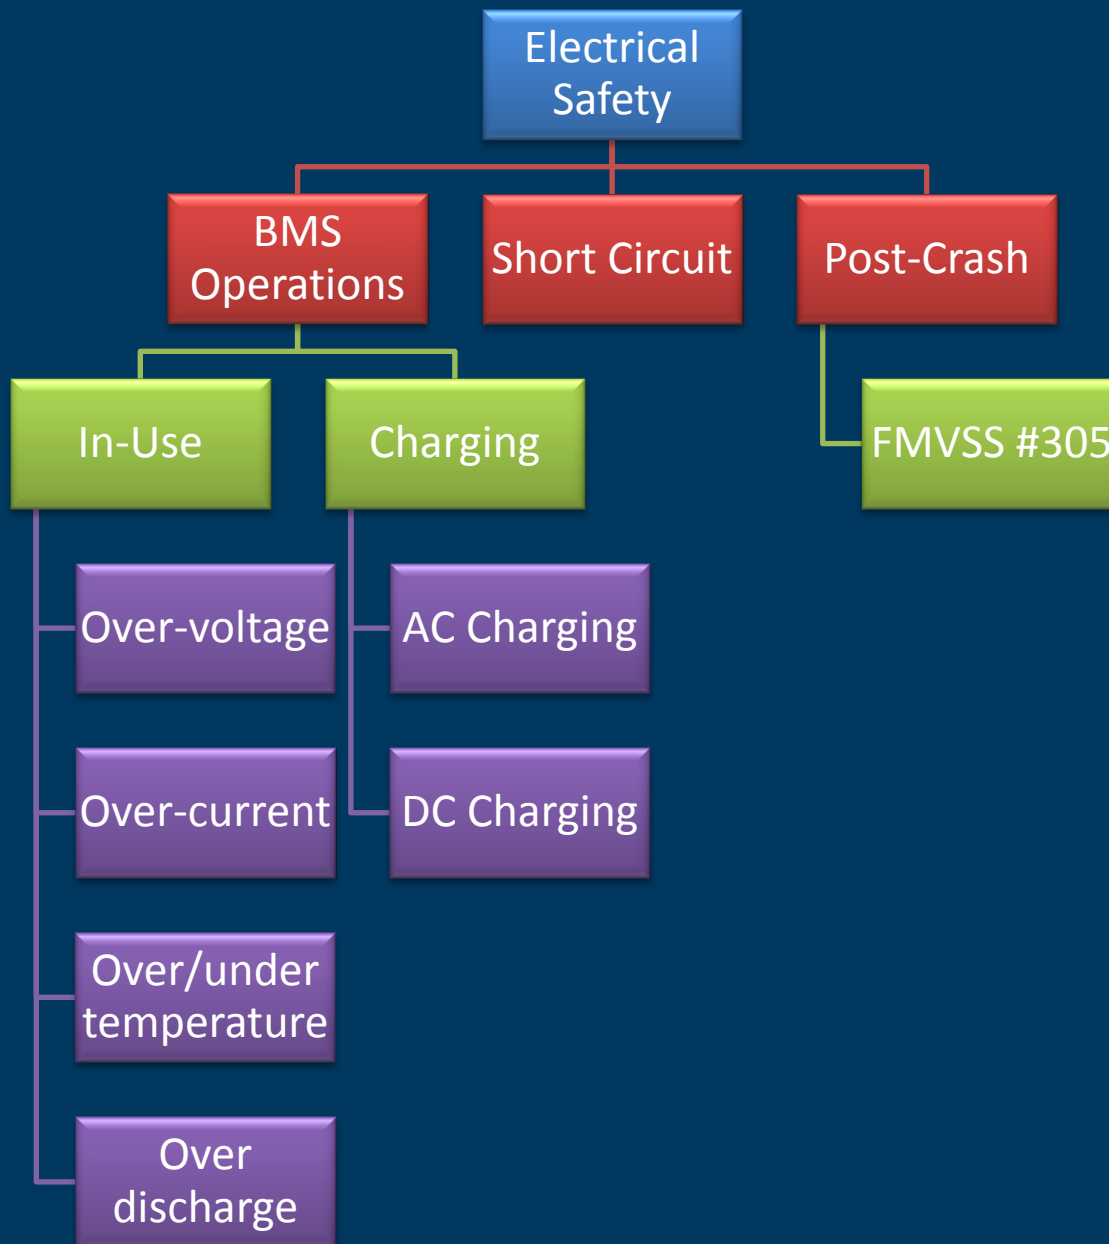 Electrical
Safety
BMS
Operations
Short Circuit
Post-Crash
In-Use
Charging
FMVSS #305
Over-voltage
AC Charging
Over-current
DC Charging
Over/under
temperature
Over
discharge